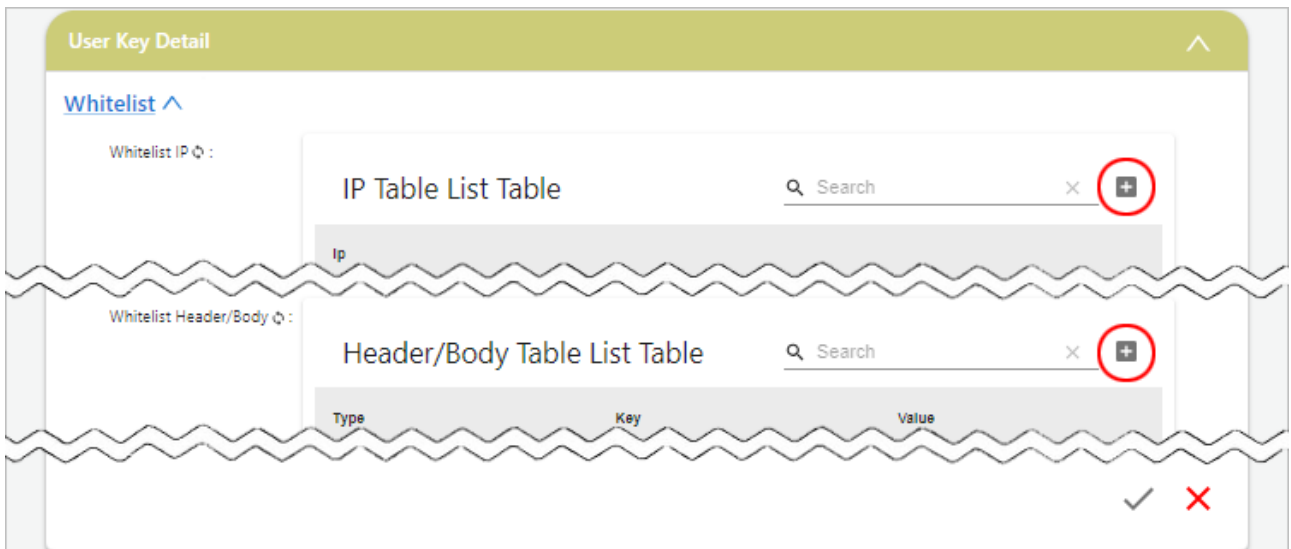 User Key Detail
Whitelist
Whitelist IP :
IP Table List Table
Search
Ip
Whitelist Header/Body :
Header/Body Table List Table
Search
Type Key Value